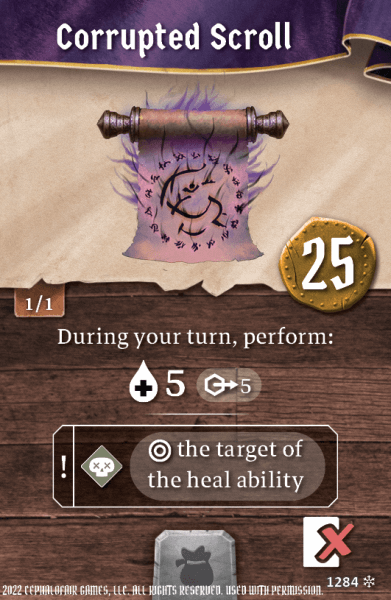 Corrupted Scroll
25
1/1
During your turn, perform:
5 5
! the target of
the heal ability
1284
2022 CEPHALOFAIR GAMES, LLC. ALL RIGHTS RESERVED. USED WITH PERMISSION.